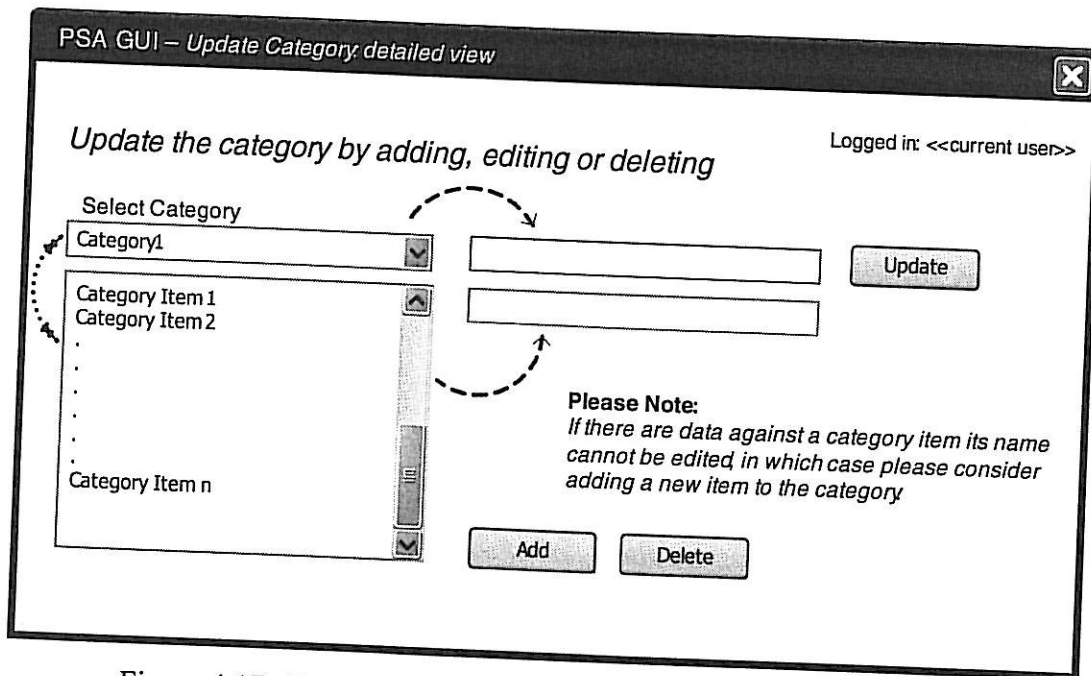 PSA GUI – Update Category: detailed view
Update the category by adding, editing or deleting
Logged in: <<current user>>
Select Category
Category1
Update
Category Item 1
Category Item 2
.
.
.
.
.
.
Category Item n
Please Note:
If there are data against a category item its name
cannot be edited, in which case please consider
adding a new item to the category
Add
Delete